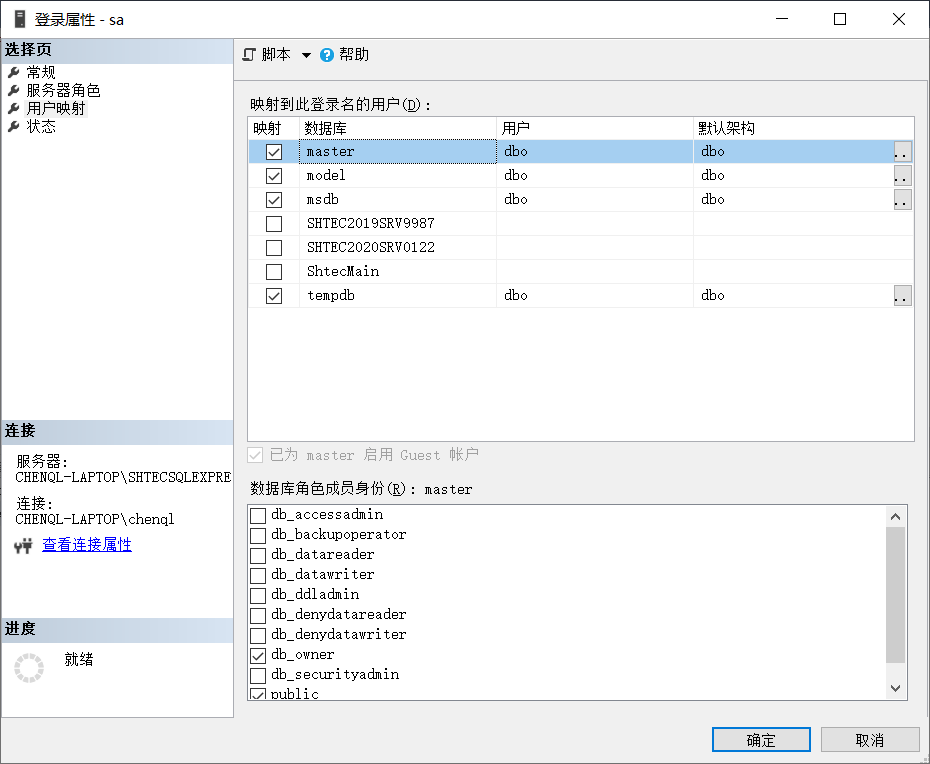 登录属性 - sa
选择页
常规
服务器角色
用户映射
状态
脚本 帮助
映射到此登录名的用户(D)：
映射 数据库 用户 默认架构
master dbo dbo ..
model dbo dbo ..
msdb dbo dbo ..
SHTEC2019SRV9987
SHTEC2020SRV0122
ShtecMain
tempdb dbo dbo ..
已为 master 启用 Guest 帐户
数据库角色成员身份(R)：master
db_accessadmin
db_backupoperator
db_datareader
db_datawriter
db_ddladmin
db_denydatareader
db_denydatawriter
db_owner
db_securityadmin
public
连接
服务器:
CHENQL-LAPTOP\SHTECSQLEXPRE
连接:
CHENQL-LAPTOP\chenql
查看连接属性
进度
就绪
确定 取消